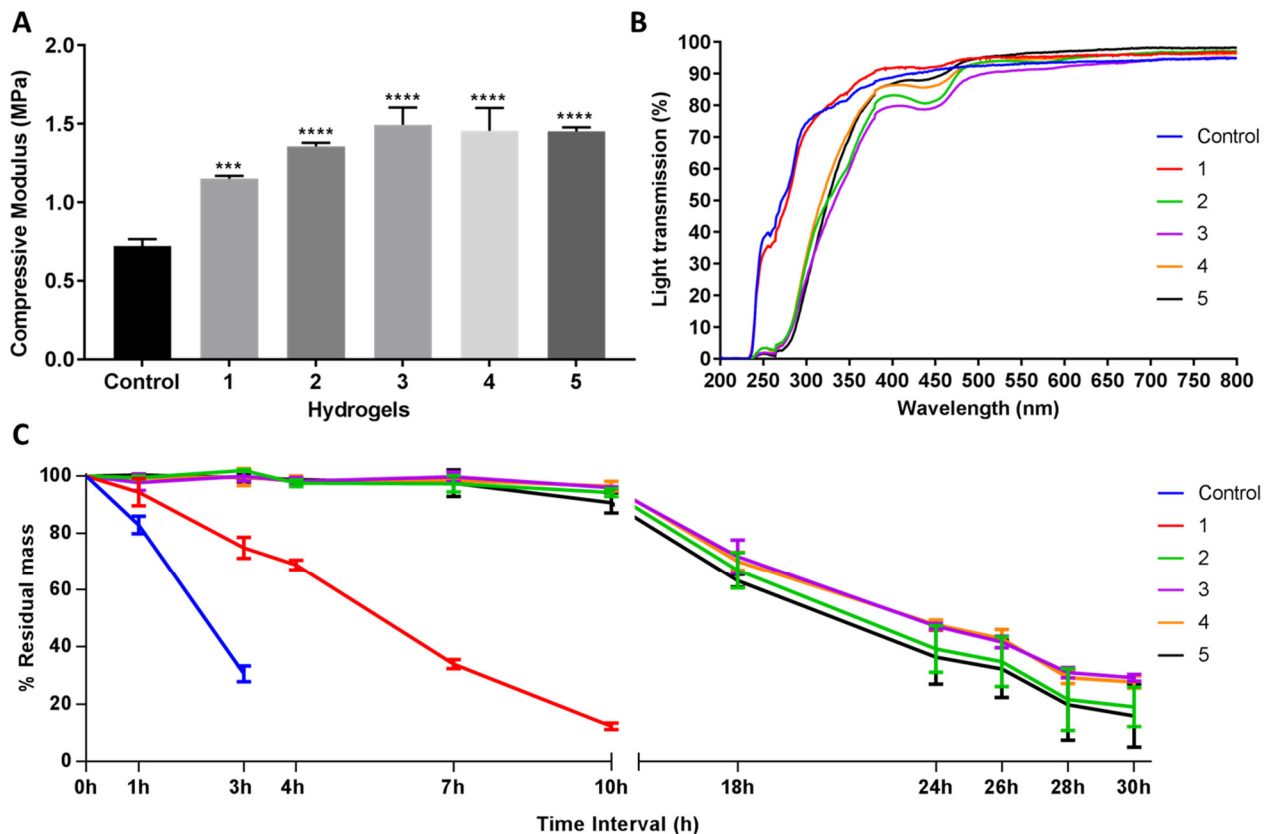 A
B
Compressive Modulus (MPa)
2.0
1.5
1.0
0.5
0.0
***
****
****
****
****
Control 1 2 3 4 5
Hydrogels
Light transmission (%)
100
90
80
70
60
50
40
30
20
10
0
200 250 300 350 400 450 500 550 600 650 700 750 800
Wavelength (nm)
Control
1
2
3
4
5
C
% Residual mass
100
80
60
40
20
0
0h 1h 3h 4h 7h 10h 18h 24h 26h 28h 30h
Time Interval (h)
Control
1
2
3
4
5